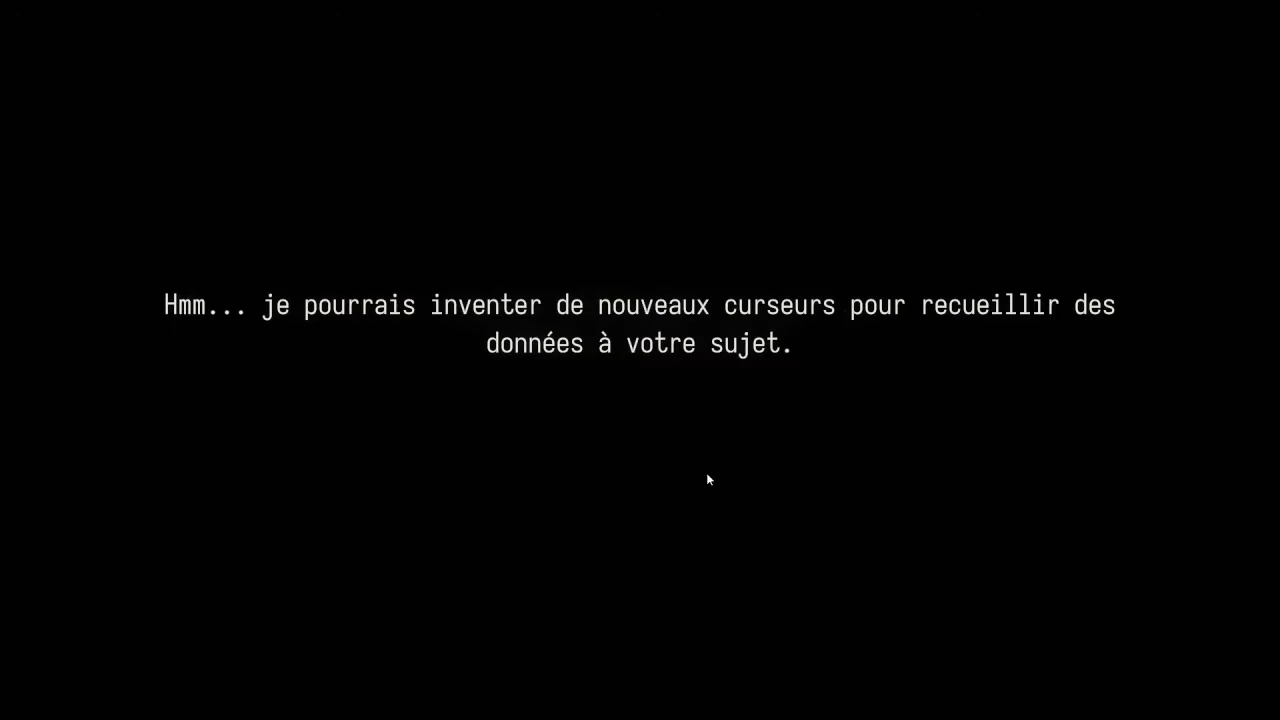 Hmm... je pourrais inventer de nouveaux curseurs pour recueillir des
données à votre sujet.